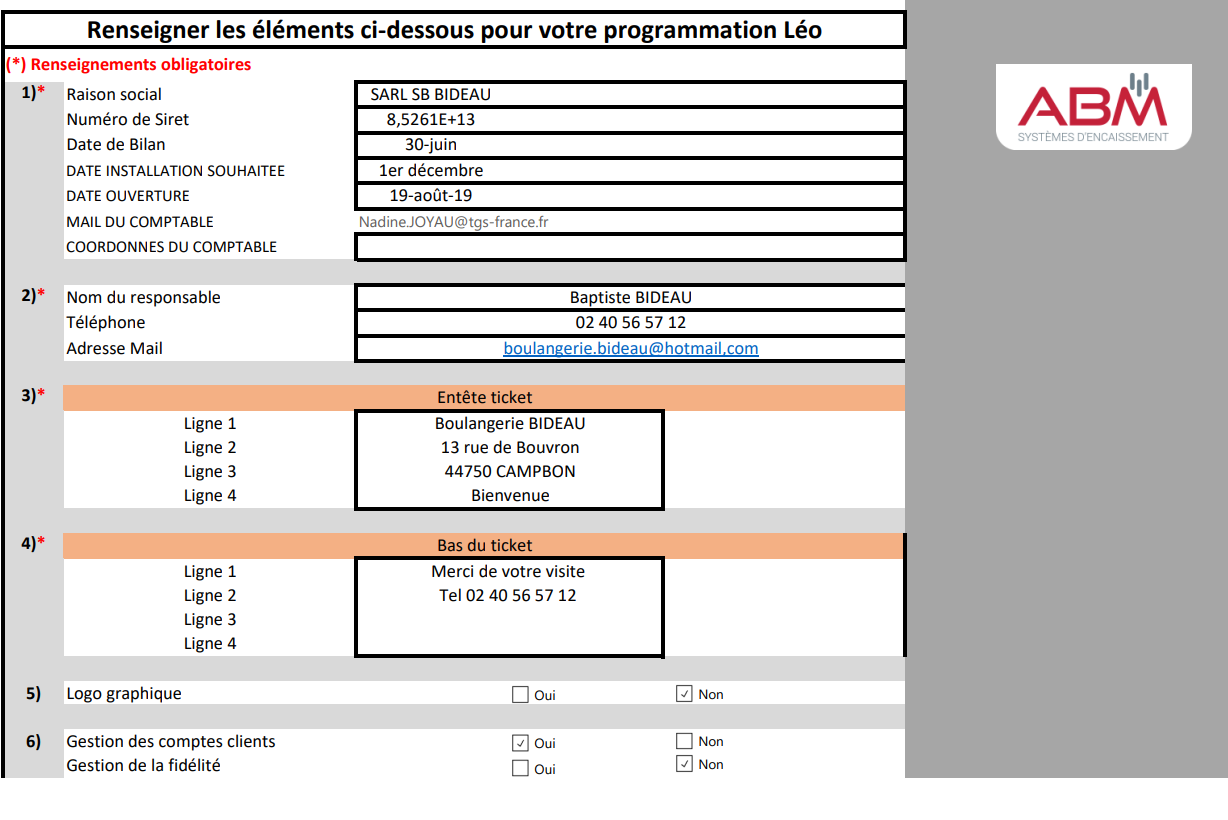 Renseigner les éléments ci-dessous pour votre programmation Léo
(*) Renseignements obligatoires
ABM
SYSTÈMES D'ENCAISSEMENT
1)* Raison social SARL SB BIDEAU
Numéro de Siret 8,5261E+13
Date de Bilan 30-juin
DATE INSTALLATION SOUHAITEE 1er décembre
DATE OUVERTURE 19-août-19
MAIL DU COMPTABLE Nadine.JOYAU@tgs-france.fr
COORDONNES DU COMPTABLE
2)* Nom du responsable Baptiste BIDEAU
Téléphone 02 40 56 57 12
Adresse Mail boulangerie.bideau@hotmail,com
3)* Entête ticket
Ligne 1 Boulangerie BIDEAU
Ligne 2 13 rue de Bouvron
Ligne 3 44750 CAMPBON
Ligne 4 Bienvenue
4)* Bas du ticket
Ligne 1 Merci de votre visite
Ligne 2 Tel 02 40 56 57 12
Ligne 3
Ligne 4
5) Logo graphique Oui Non
6) Gestion des comptes clients Oui Non
Gestion de la fidélité Oui Non